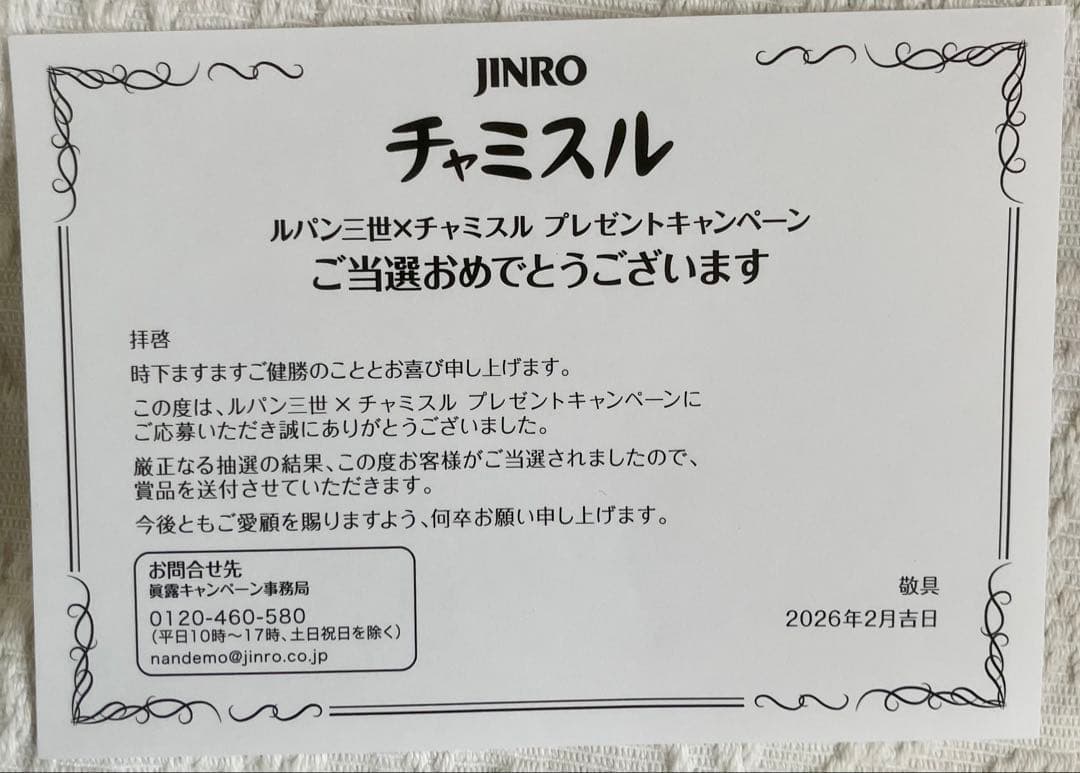 JINRO
チャミスル
ルパン三世×チャミスル プレゼントキャンペーン
ご当選おめでとうございます
拝啓
時下ますますご健勝のこととお喜び申し上げます。
この度は、ルパン三世 × チャミスル プレゼントキャンペーンに
ご応募いただき誠にありがとうございました。
厳正なる抽選の結果、この度お客様がご当選されましたので、
賞品を送付させていただきます。
今後ともご愛顧を賜りますよう、何卒お願い申し上げます。
敬具
2026年2月吉日
お問合せ先
眞露キャンペーン事務局
0120-460-580
（平日10時～17時、土日祝日を除く）
nandemo@jinro.co.jp